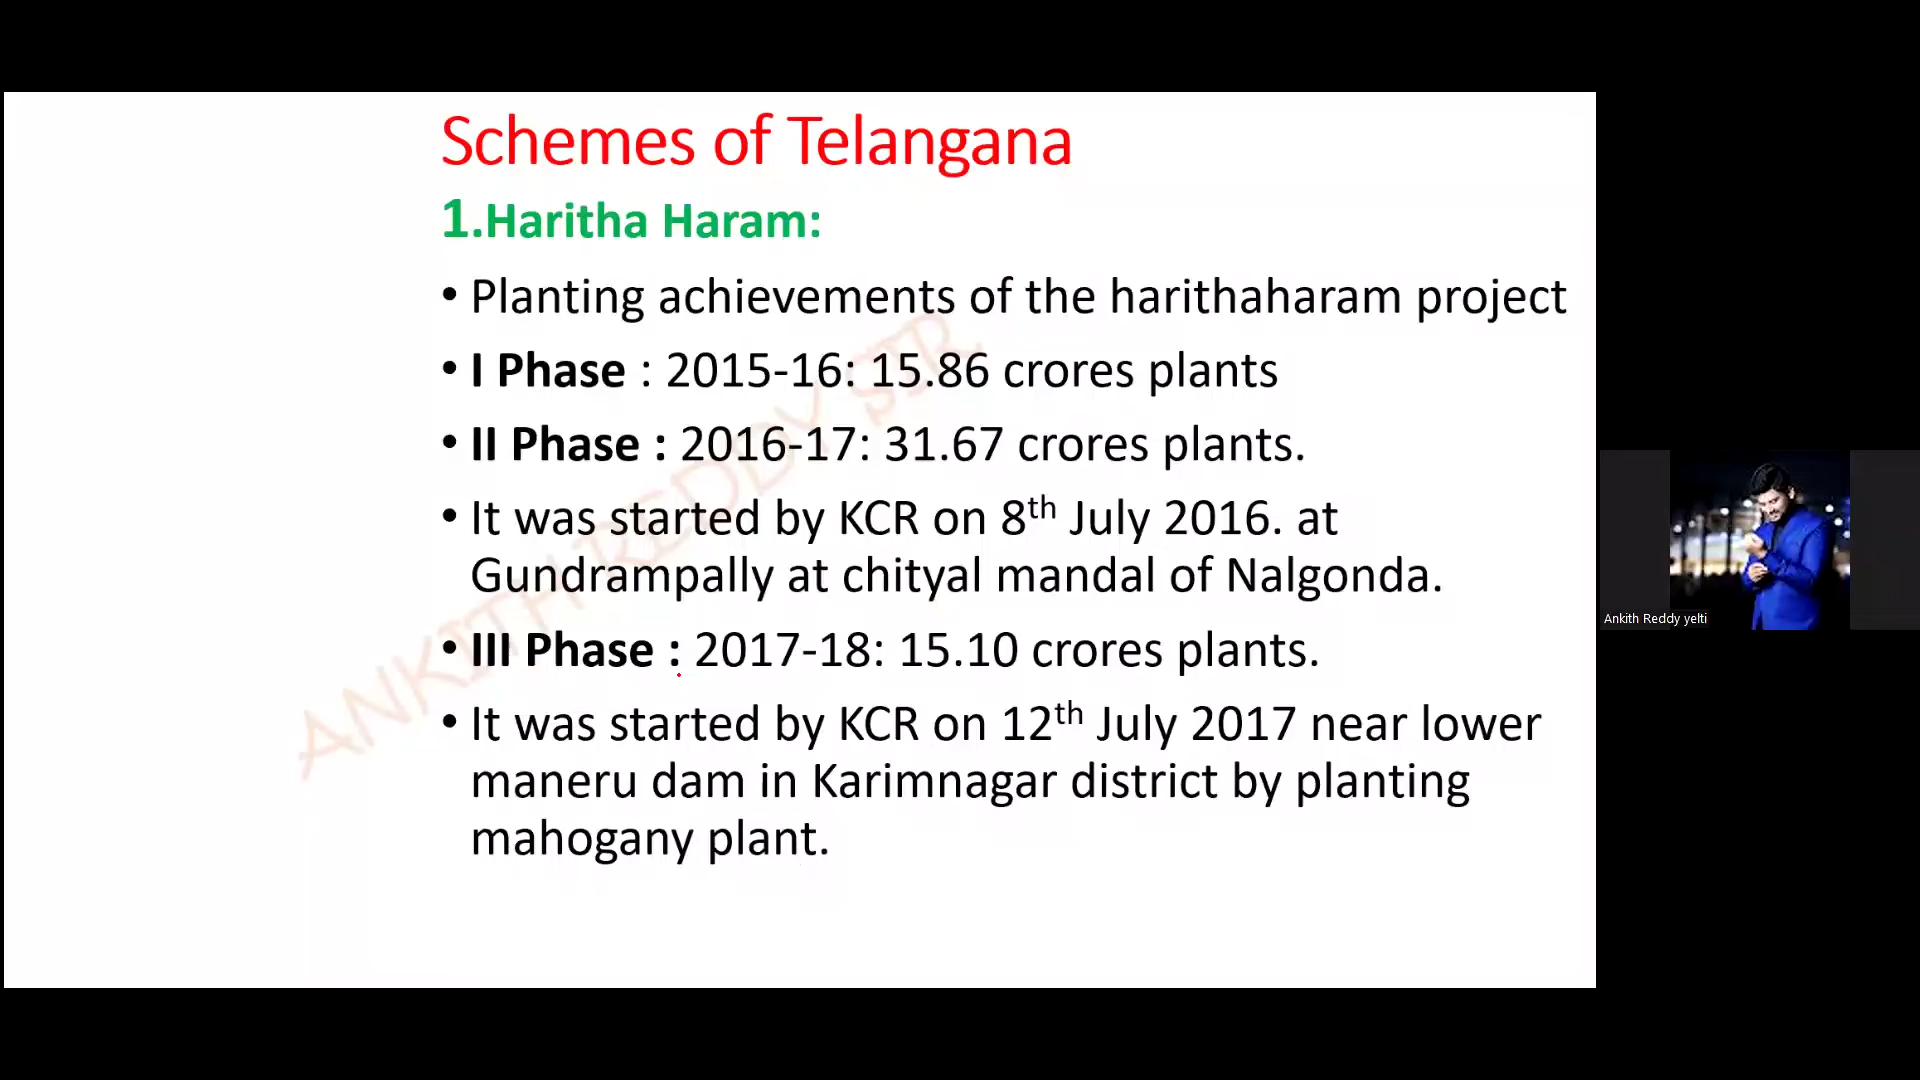 Schemes of Telangana
1.Haritha Haram:
• Planting achievements of the harithaharam project
• I Phase : 2015-16: 15.86 crores plants
• II Phase : 2016-17: 31.67 crores plants.
• It was started by KCR on 8th July 2016. at
Gundrampally at chityal mandal of Nalgonda.
• III Phase : 2017-18: 15.10 crores plants.
• It was started by KCR on 12th July 2017 near lower
maneru dam in Karimnagar district by planting
mahogany plant.
ANKITH REDDY SIR
Ankith Reddy yelti